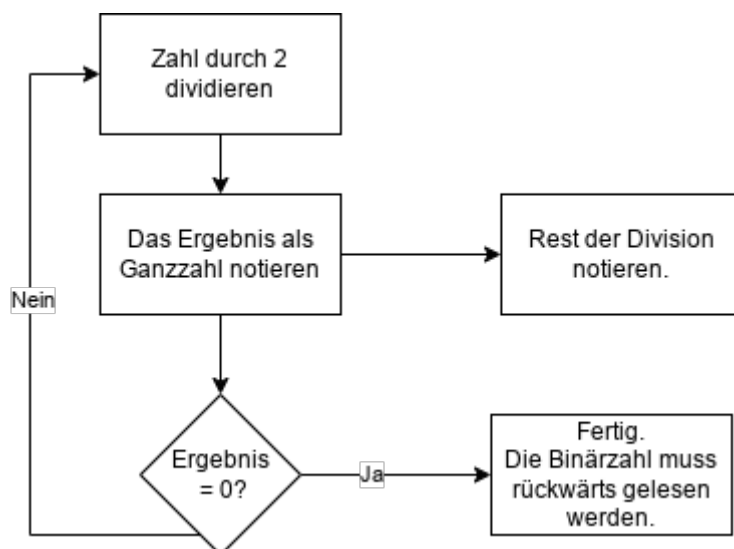 Zahl durch 2
dividieren
Das Ergebnis als
Ganzzahl notieren
Rest der Division
notieren.
Nein
Ergebnis
= 0?
Ja
Fertig.
Die Binärzahl muss
rückwärts gelesen
werden.